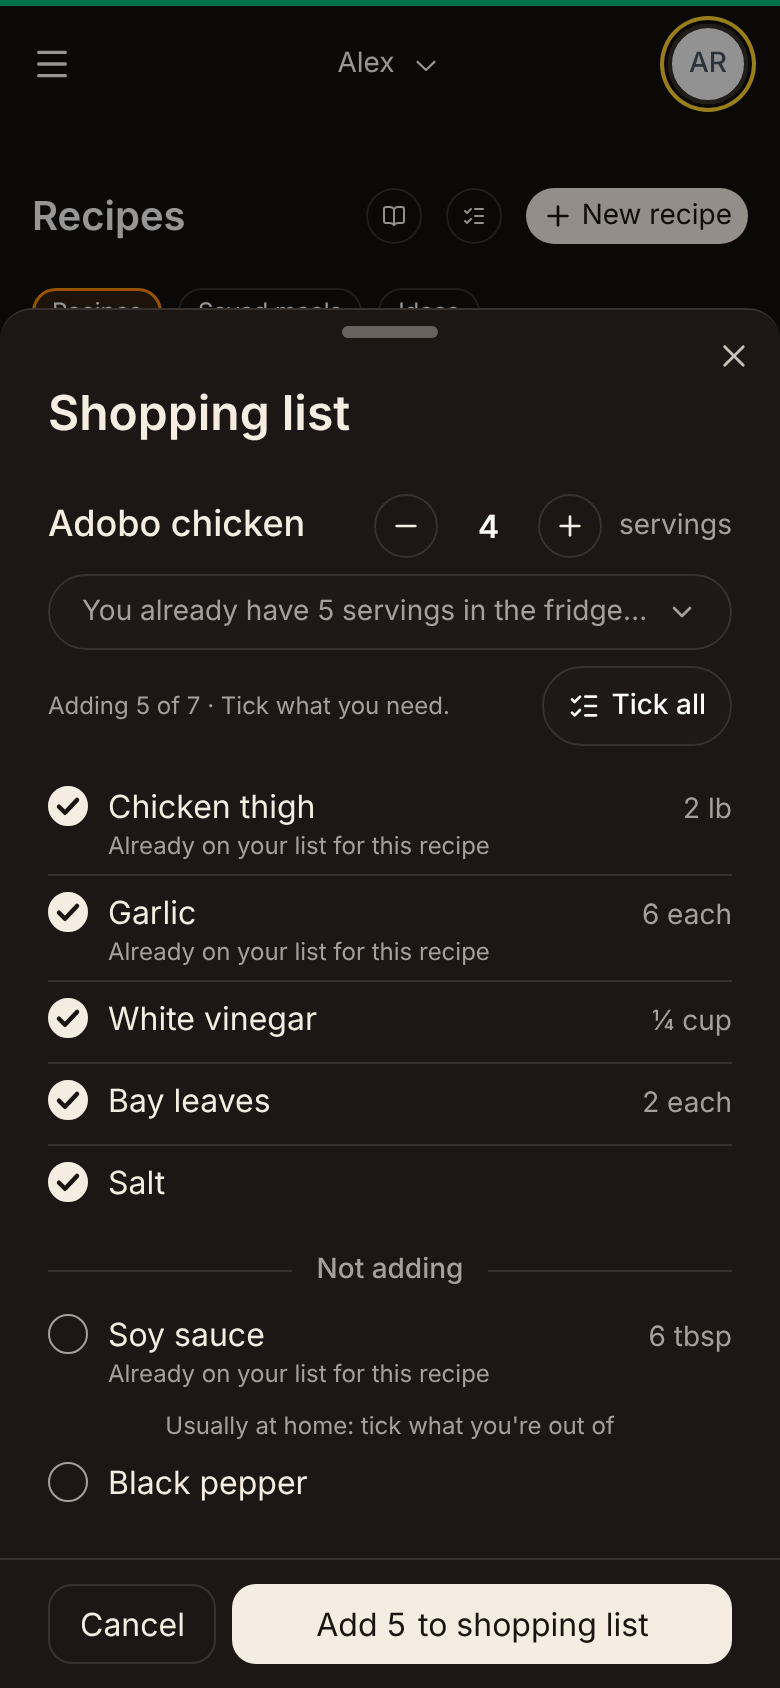 Alex
AR
Recipes
New recipe
Recipes
Saved meals
Ideas
Shopping list
Adobo chicken
4
servings
You already have 5 servings in the fridge...
Adding 5 of 7 · Tick what you need.
Tick all
Chicken thigh
2 lb
Already on your list for this recipe
Garlic
6 each
Already on your list for this recipe
White vinegar
¼ cup
Bay leaves
2 each
Salt
Not adding
Soy sauce
6 tbsp
Already on your list for this recipe
Usually at home: tick what you're out of
Black pepper
Cancel
Add 5 to shopping list